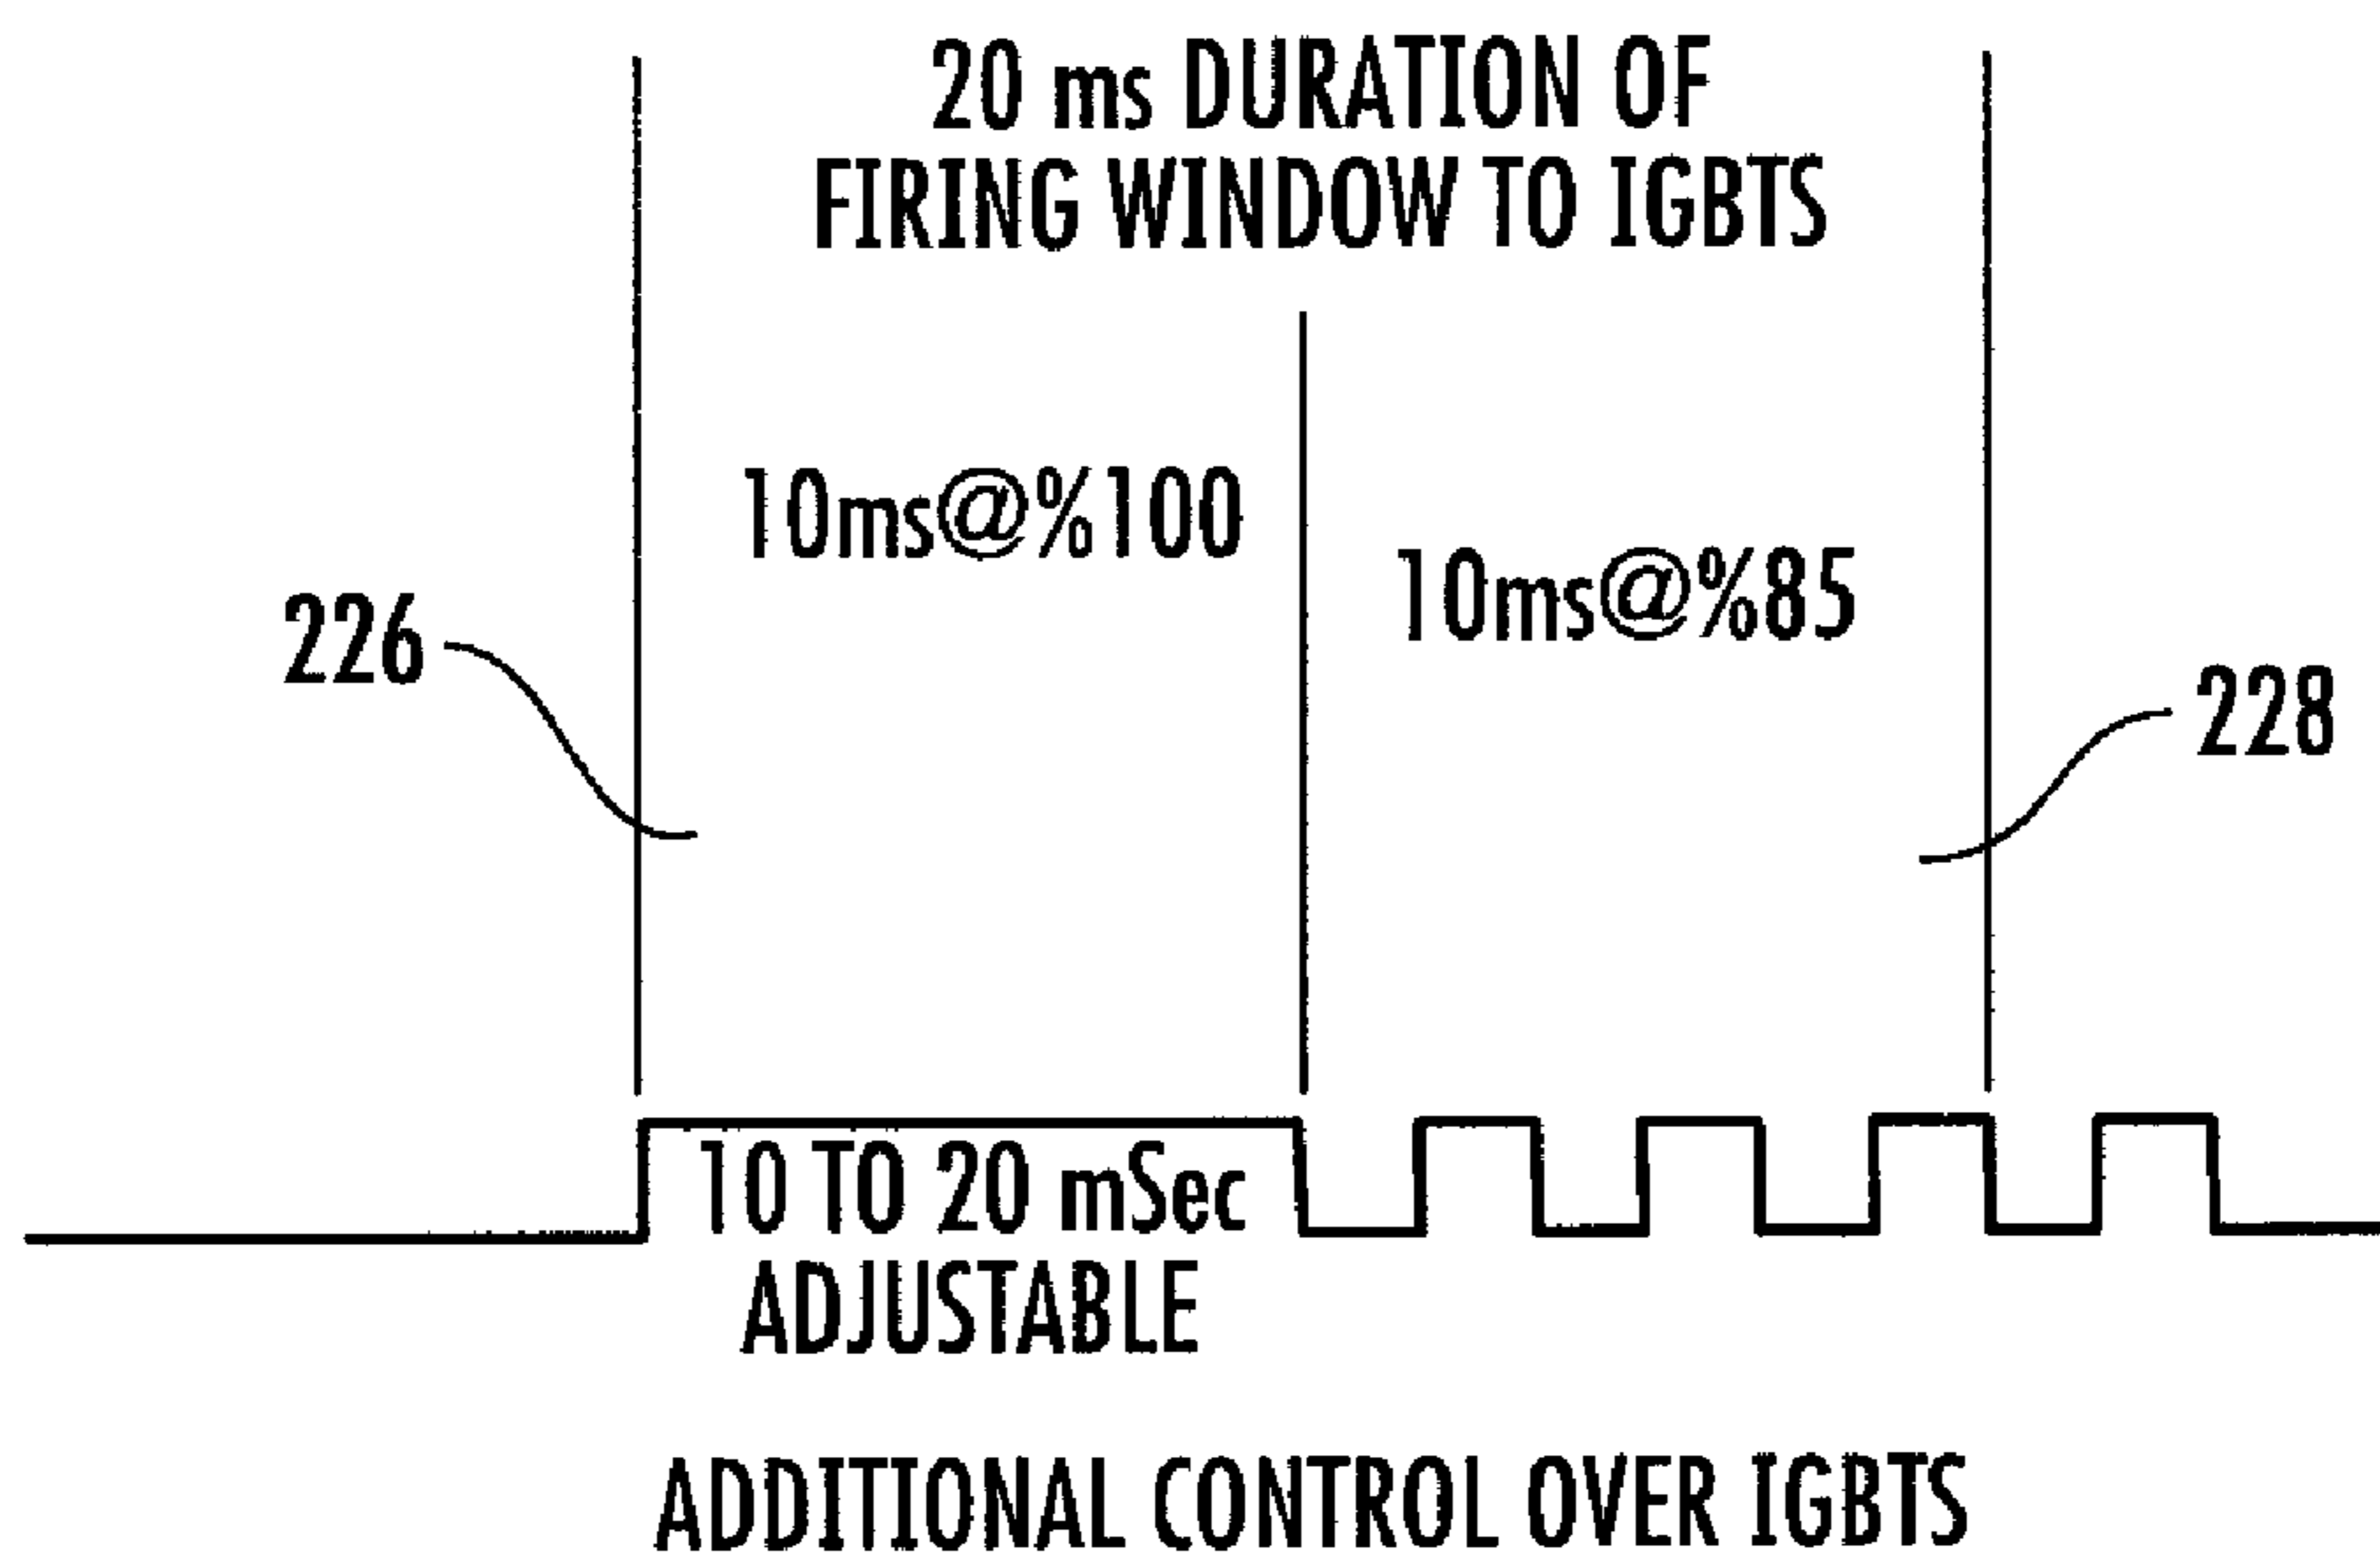 20 ms DURATION OF
FIRING WINDOW TO IGBTS
10ms@%100
10ms@%85
226
228
10 TO 20 mSec
ADJUSTABLE
ADDITIONAL CONTROL OVER IGBTS